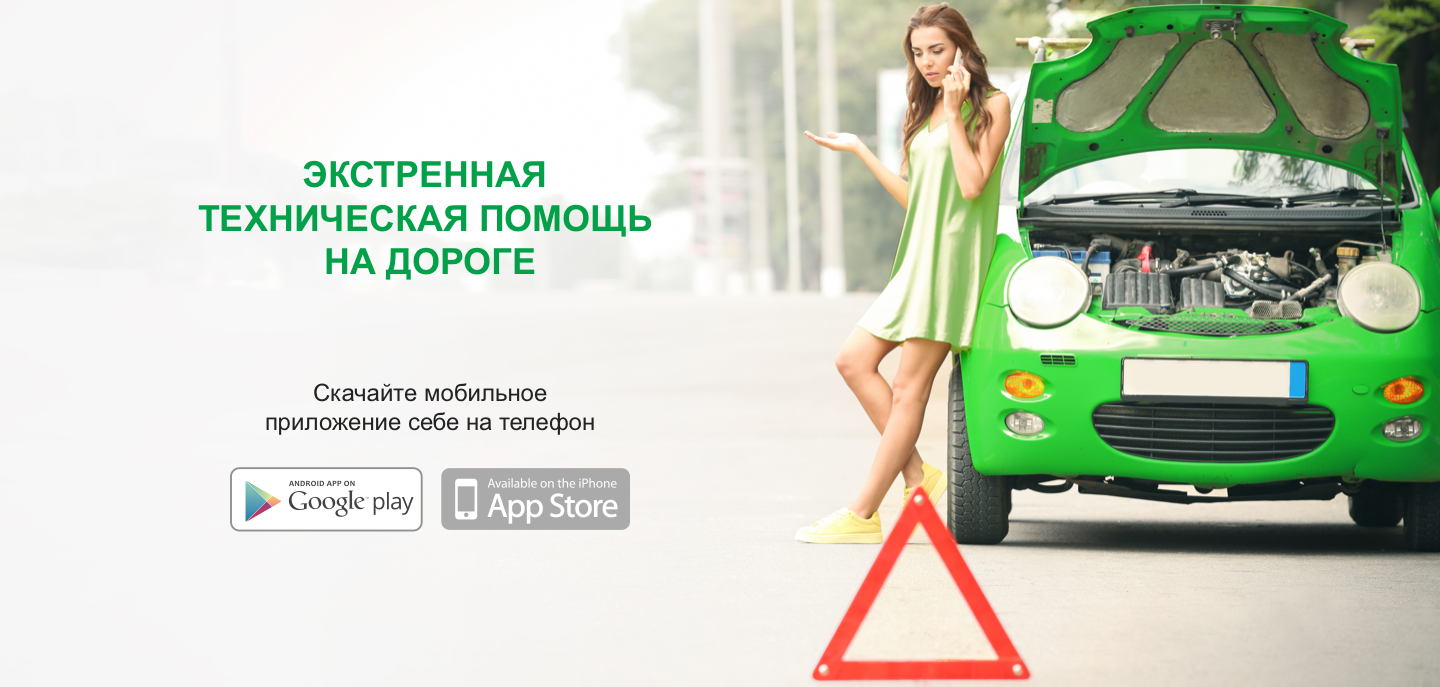 ЭКСТРЕННАЯ
ТЕХНИЧЕСКАЯ ПОМОЩЬ
НА ДОРОГЕ
Скачайте мобильное
приложение себе на телефон
ANDROID APP ON
Google play
Available on the iPhone
App Store